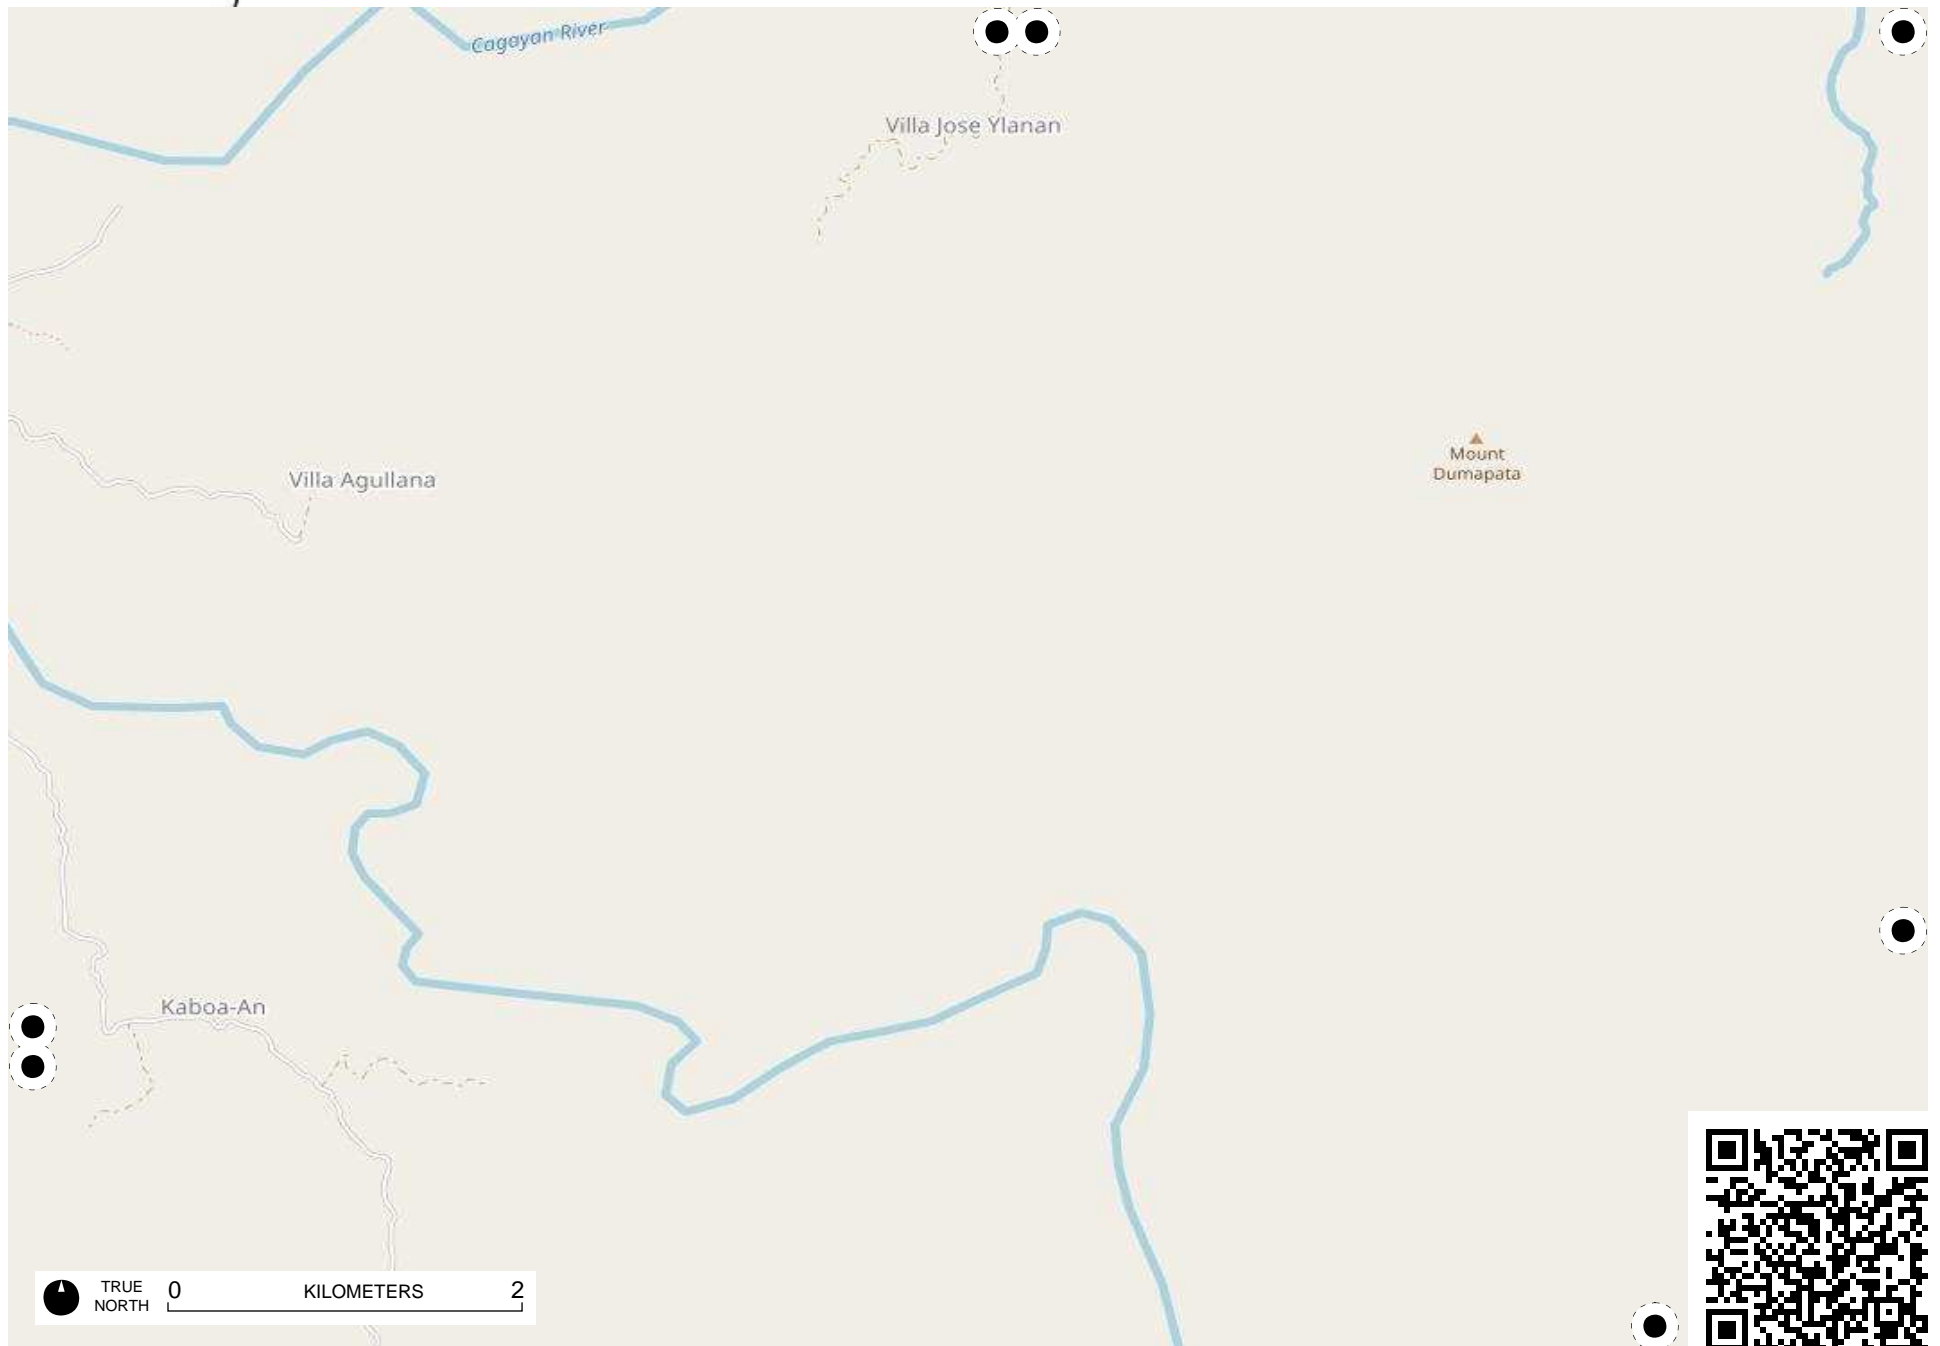 Cagayan River
Villa Jose Ylanan
Mount
Dumapata
Villa Agullana
Kaboa-An
TRUE
NORTH
0 KILOMETERS 2